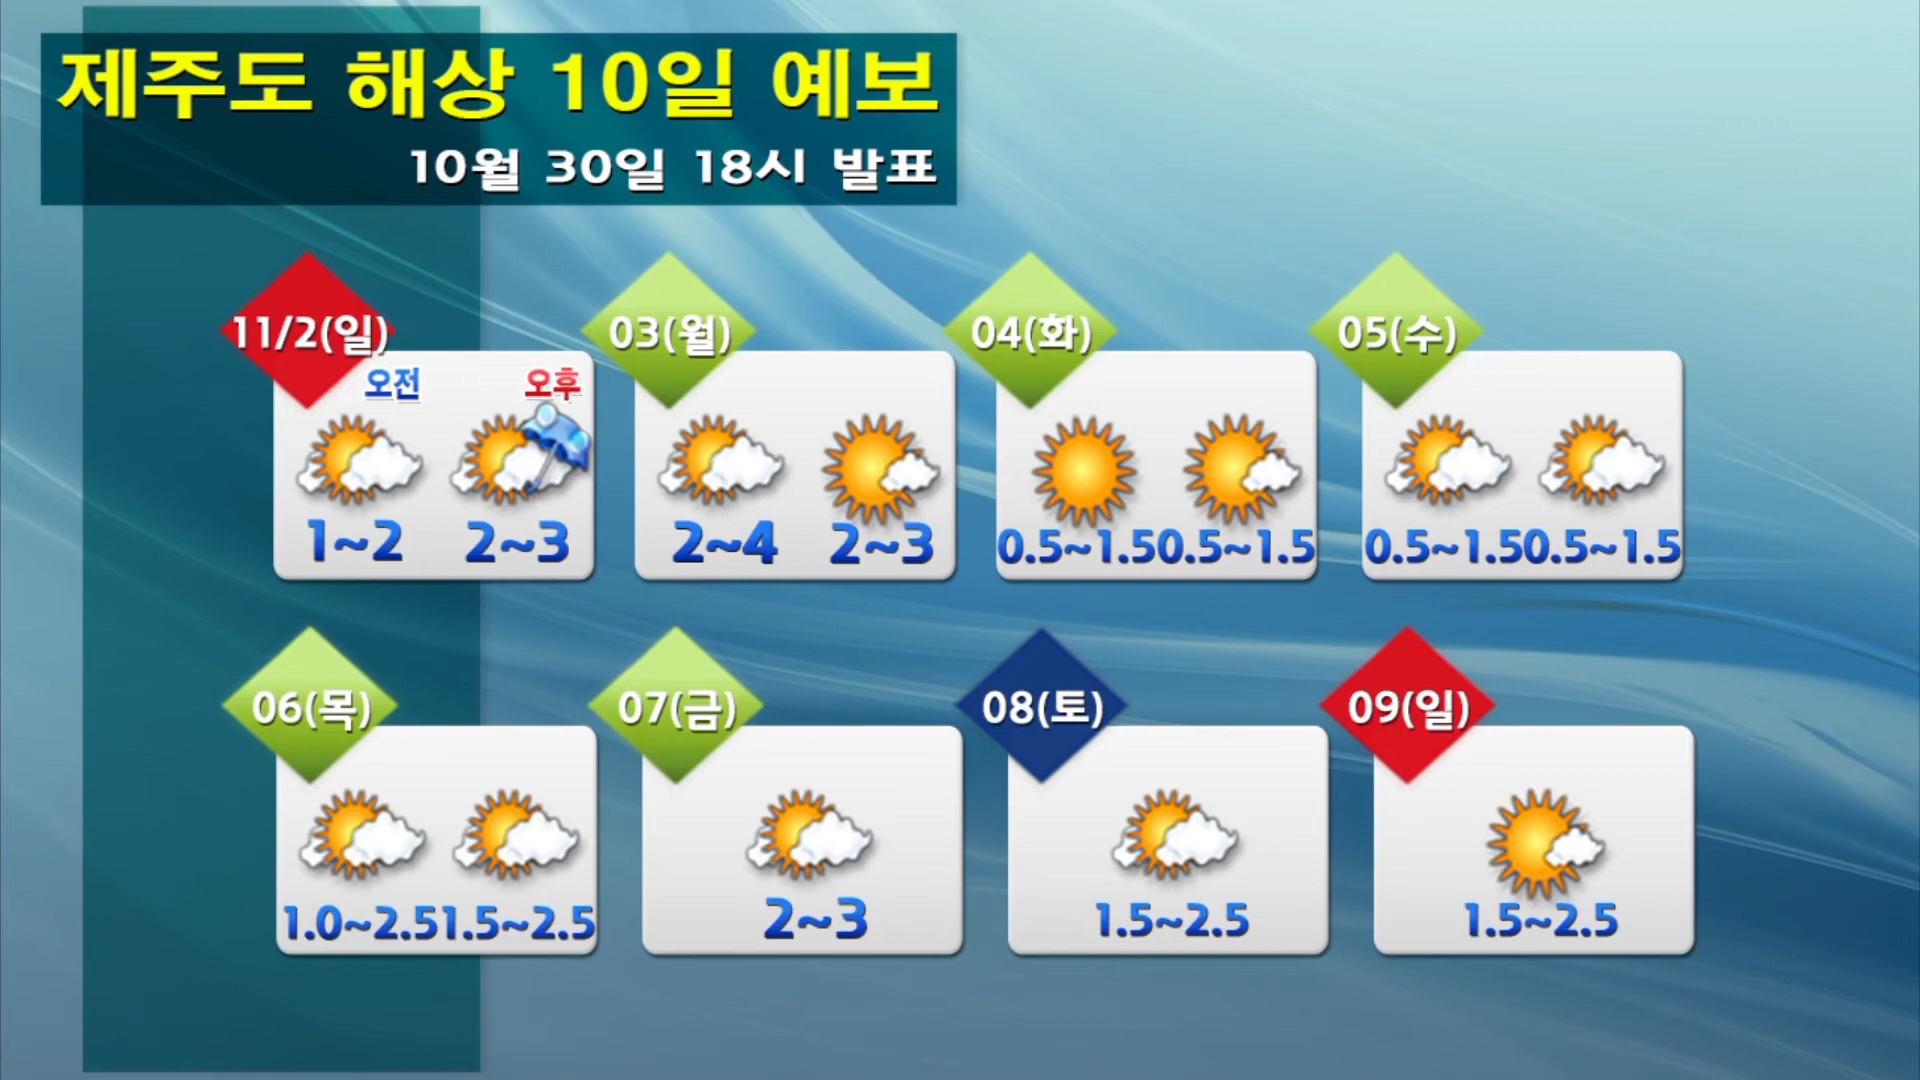 제주도 해상 10일 예보
10월 30일 18시 발표
11/2(일) 03(월) 04(화) 05(수)
오전 오후
1~2 2~3 2~4 2~3 0.5~1.5 0.5~1.5 0.5~1.5 0.5~1.5
06(목) 07(금) 08(토) 09(일)
1.0~2.5 1.5~2.5 2~3 1.5~2.5 1.5~2.5